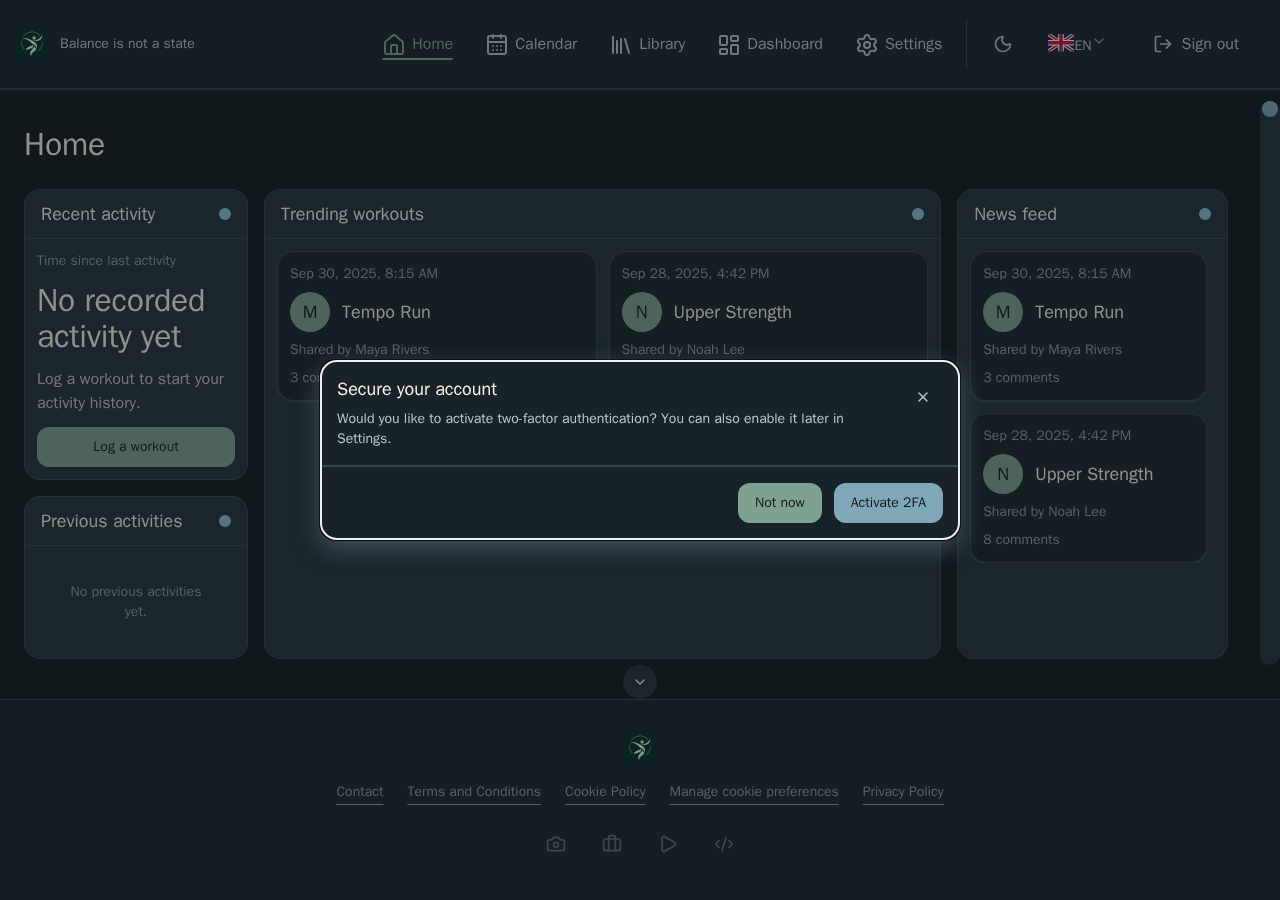 Balance is not a state
Home
Calendar
Library
Dashboard
Settings
EN
Sign out
Home
Recent activity
Time since last activity
No recorded
activity yet
Log a workout to start your
activity history.
Log a workout
Previous activities
No previous activities
yet.
Trending workouts
Sep 30, 2025, 8:15 AM
M
Tempo Run
Shared by Maya Rivers
3
Sep 28, 2025, 4:42 PM
N
Upper Strength
Shared by Noah Lee
News feed
Sep 30, 2025, 8:15 AM
M
Tempo Run
Shared by Maya Rivers
3 comments
Sep 28, 2025, 4:42 PM
N
Upper Strength
Shared by Noah Lee
8 comments
Secure your account
Would you like to activate two-factor authentication? You can also enable it later in
Settings.
Not now
Activate 2FA
Contact
Terms and Conditions
Cookie Policy
Manage cookie preferences
Privacy Policy